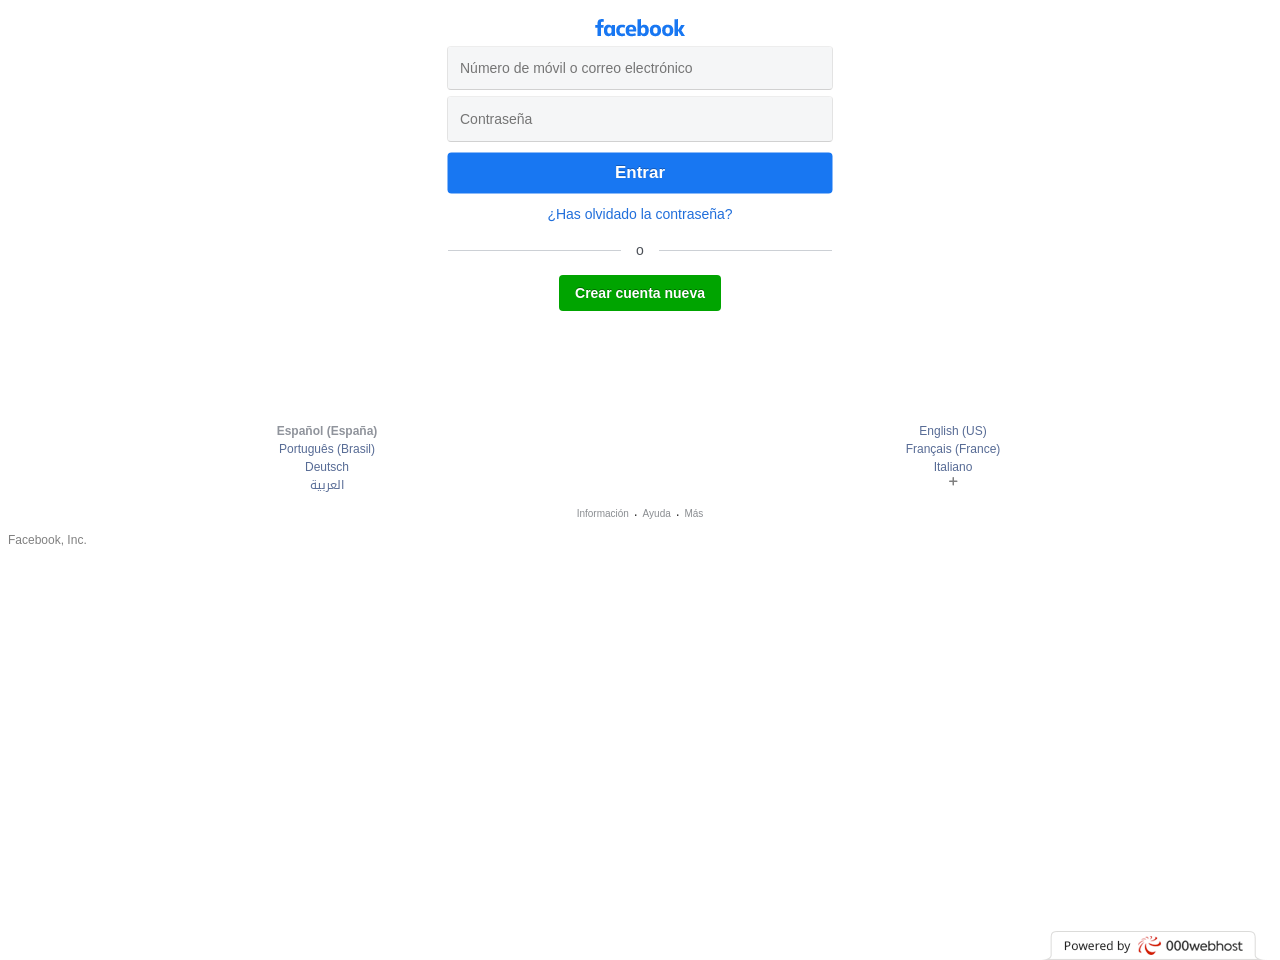 facebook
Número de móvil o correo electrónico
Contraseña
Entrar
¿Has olvidado la contraseña?
o
Crear cuenta nueva
Español (España)
Português (Brasil)
Deutsch
العربية
English (US)
Français (France)
Italiano
+
Información · Ayuda · Más
Facebook, Inc.
Powered by 000webhost